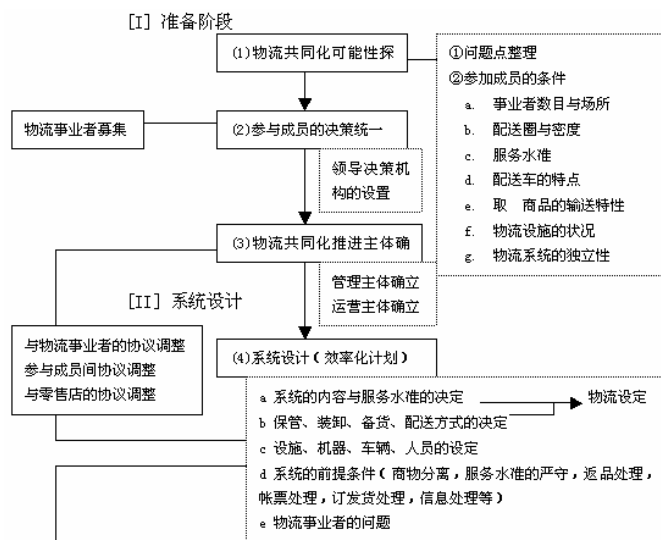 [I] 准备阶段
(1)物流共同化可能性探
①问题点整理
②参加成员的条件
a. 事业者数目与场所
b. 配送圈与密度
c. 服务水准
d. 配送车的特点
e. 取 商品的输送特性
f. 物流设施的状况
g. 物流系统的独立性
物流事业者募集
(2)参与成员的决策统一
领导决策机
构的设置
(3)物流共同化推进主体确
管理主体确立
运营主体确立
[II] 系统设计
与物流事业者的协议调整
参与成员间协议调整
与零售店的协议调整
(4)系统设计(效率化计划)
a 系统的内容与服务水准的决定
物流设定
b 保管、装卸、备货、配送方式的决定
c 设施、机器、车辆、人员的设定
d 系统的前提条件(商物分离,服务水准的严守,返品处理,
帐票处理,订发货处理,信息处理等)
e 物流事业者的问题